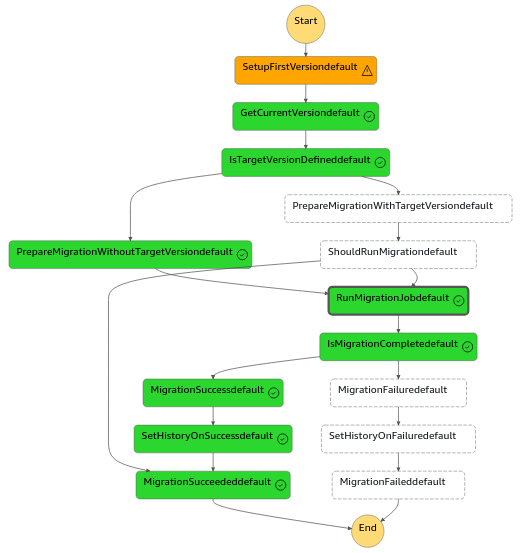 Start
SetupFirstVersiondefault
GetCurrentVersiondefault
IsTargetVersionDefineddefault
PrepareMigrationWithTargetVersiondefault
PrepareMigrationWithoutTargetVersiondefault
ShouldRunMigrationdefault
RunMigrationJobdefault
IsMigrationCompletedefault
MigrationSuccessdefault
MigrationFailuredefault
SetHistoryOnSuccessdefault
SetHistoryOnFailuredefault
MigrationSucceededdefault
MigrationFaileddefault
End